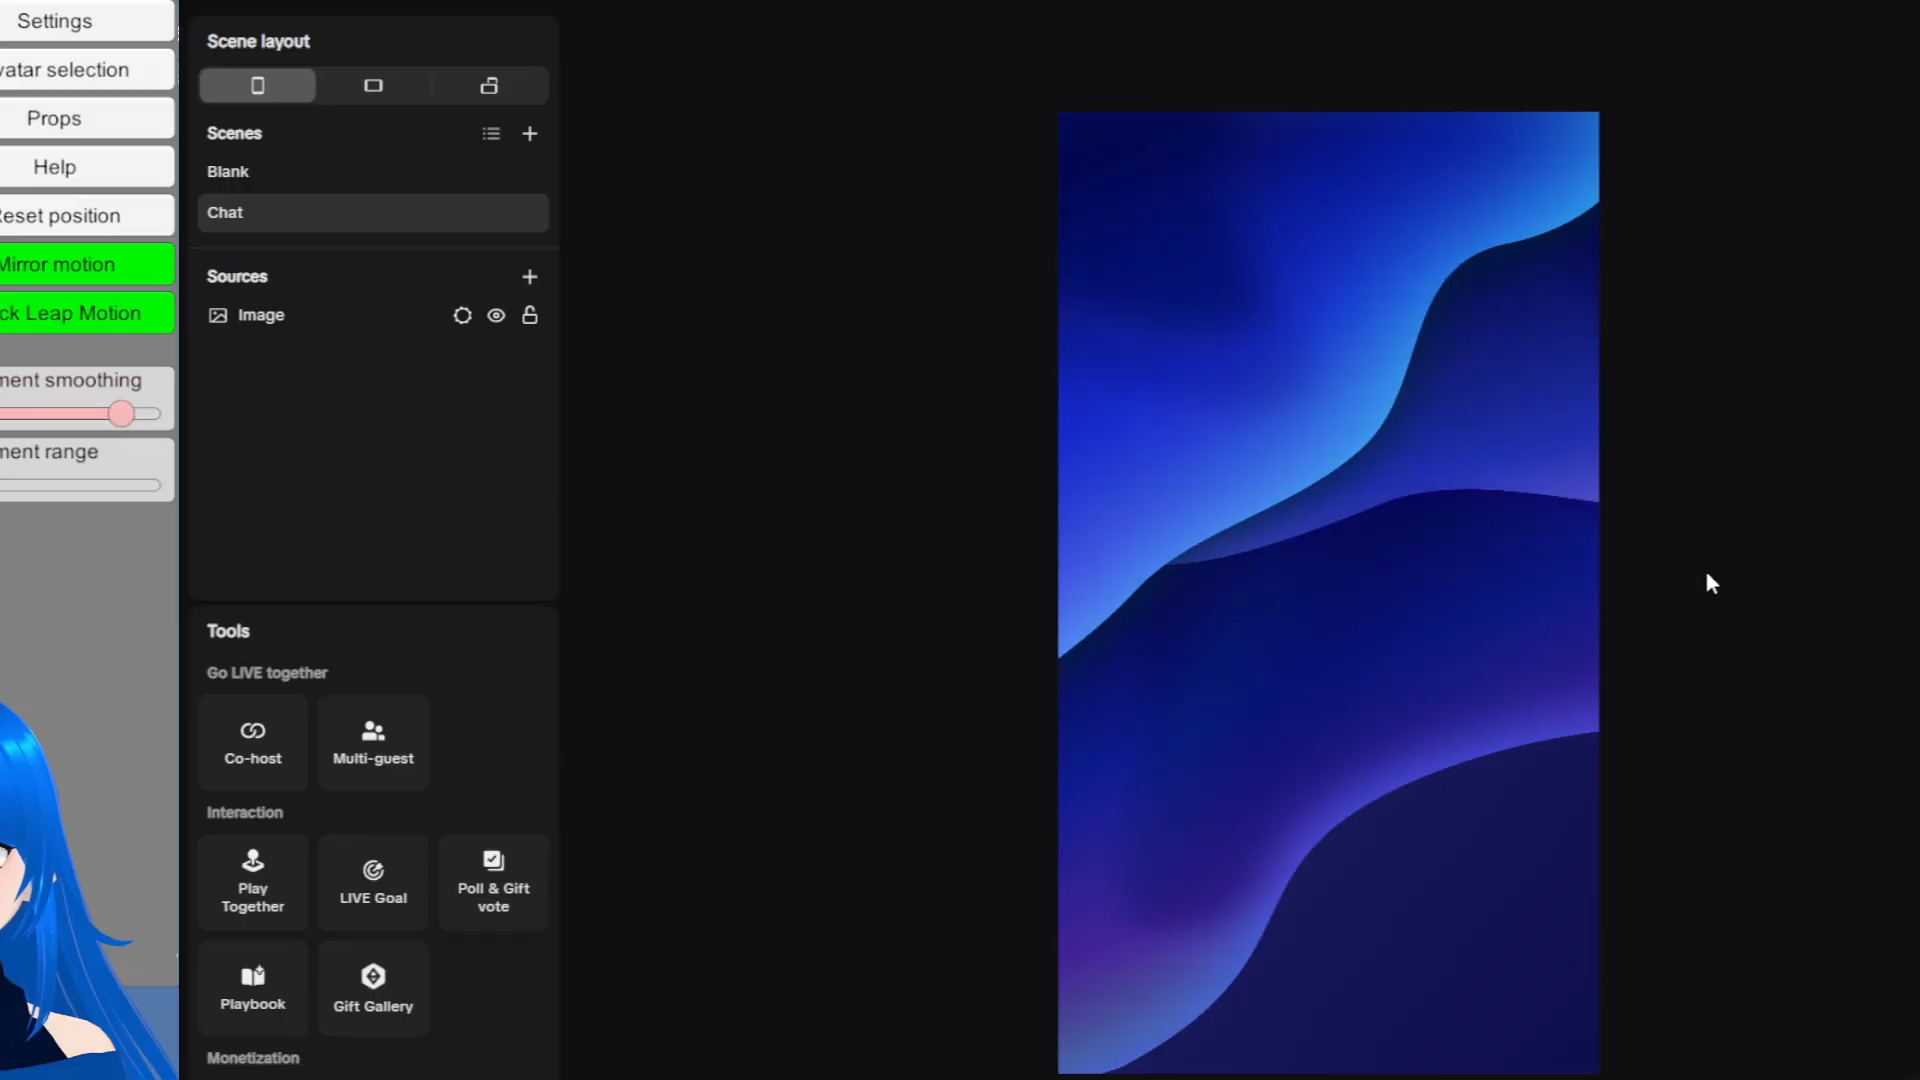 Settings
vatar selection
Props
Help
Reset position
Mirror motion
ck Leap Motion
ment smoothing
ment range
Scene layout
Scenes
Blank
Chat
Sources
Image
Tools
Go LIVE together
Co-host
Multi-guest
Interaction
Play
Together
LIVE Goal
Poll & Gift
vote
Playbook
Gift Gallery
Monetization